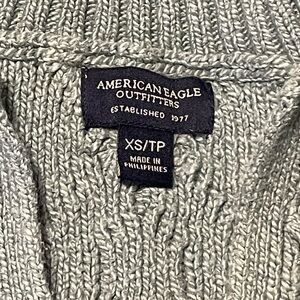 AMERICAN EAGLE
OUTFITTERS
ESTABLISHED 1977
XS/TP
MADE IN
PHILIPPINES